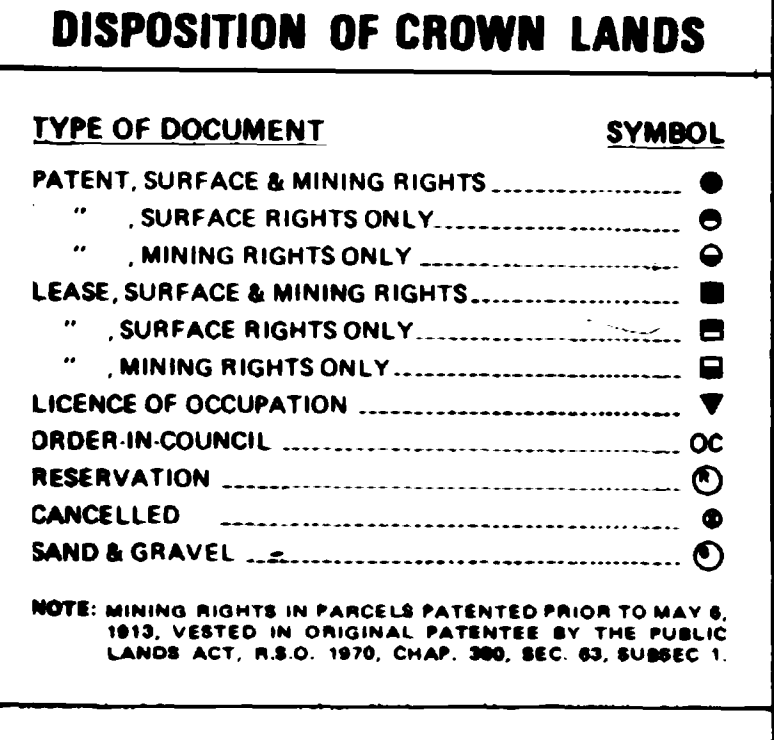 DISPOSITION OF CROWN LANDS
TYPE OF DOCUMENT SYMBOL
PATENT, SURFACE & MINING RIGHTS
" , SURFACE RIGHTS ONLY
" , MINING RIGHTS ONLY
LEASE, SURFACE & MINING RIGHTS
" , SURFACE RIGHTS ONLY
" , MINING RIGHTS ONLY
LICENCE OF OCCUPATION
ORDER-IN-COUNCIL OC
RESERVATION R
CANCELLED
SAND & GRAVEL
NOTE: MINING RIGHTS IN PARCELS PATENTED PRIOR TO MAY 6,
1913, VESTED IN ORIGINAL PATENTEE BY THE PUBLIC
LANDS ACT, R.S.O. 1970, CHAP. 380, SEC. 63, SUBSEC 1.